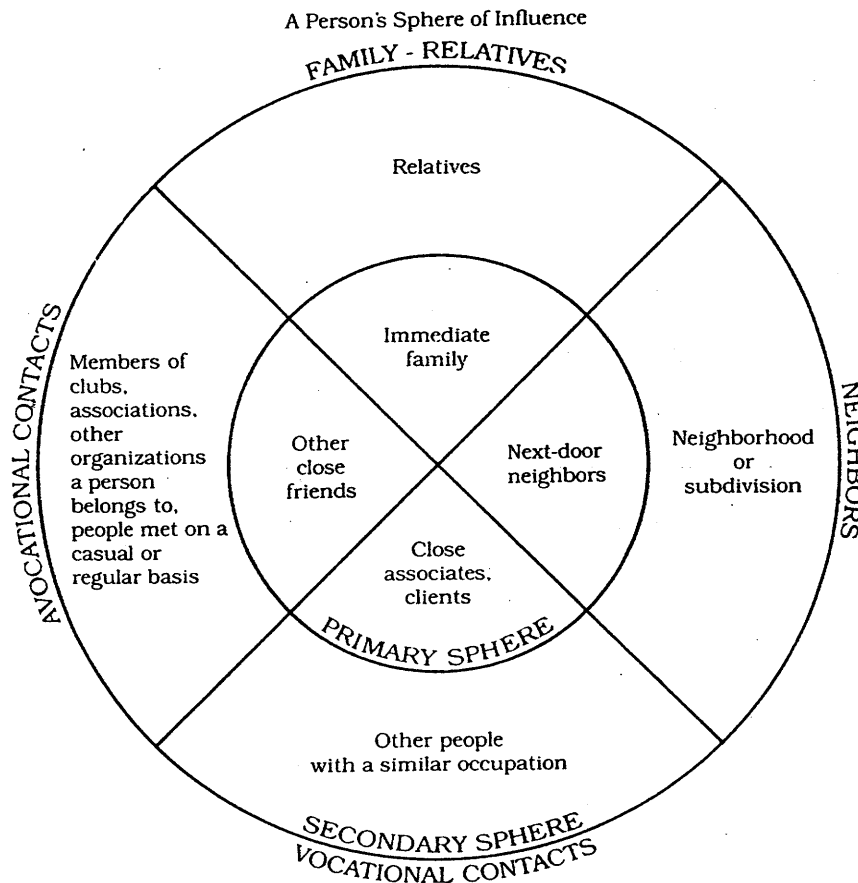 A Person's Sphere of Influence
FAMILY - RELATIVES
Relatives
Immediate
family
AVOCATIONAL CONTACTS
Members of
clubs,
associations,
other
organizations
a person
belongs to,
people met on a
casual or
regular basis
Other
close
friends
Next-door
neighbors
Neighborhood
or
subdivision
NEIGHBORS
Close
associates,
clients
PRIMARY SPHERE
Other people
with a similar occupation
SECONDARY SPHERE
VOCATIONAL CONTACTS